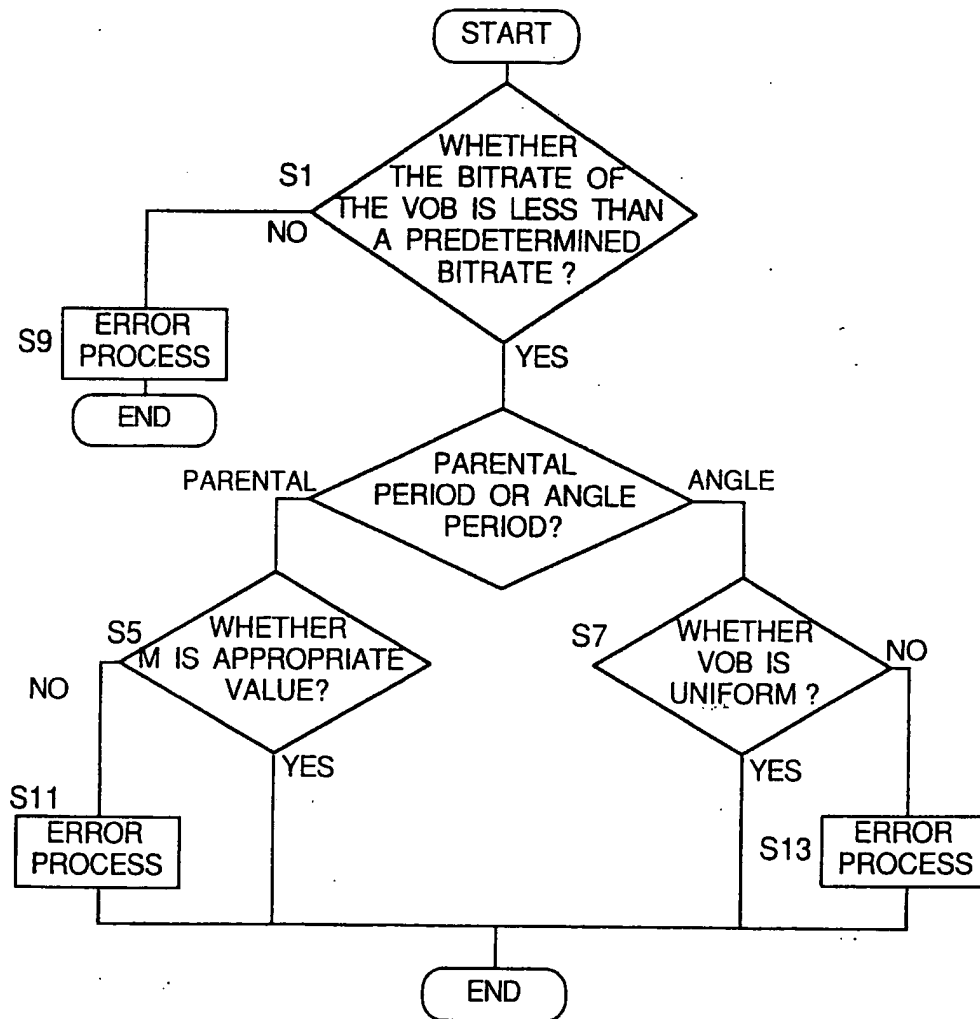 START
S1
WHETHER
THE BITRATE OF
THE VOB IS LESS THAN
A PREDETERMINED
BITRATE ?
NO
S9
ERROR
PROCESS
END
YES
PARENTAL
PARENTAL
PERIOD OR ANGLE
PERIOD?
ANGLE
S5
WHETHER
M IS APPROPRIATE
VALUE?
NO
YES
S7
WHETHER
VOB IS
UNIFORM ?
NO
YES
S11
ERROR
PROCESS
S13
ERROR
PROCESS
END